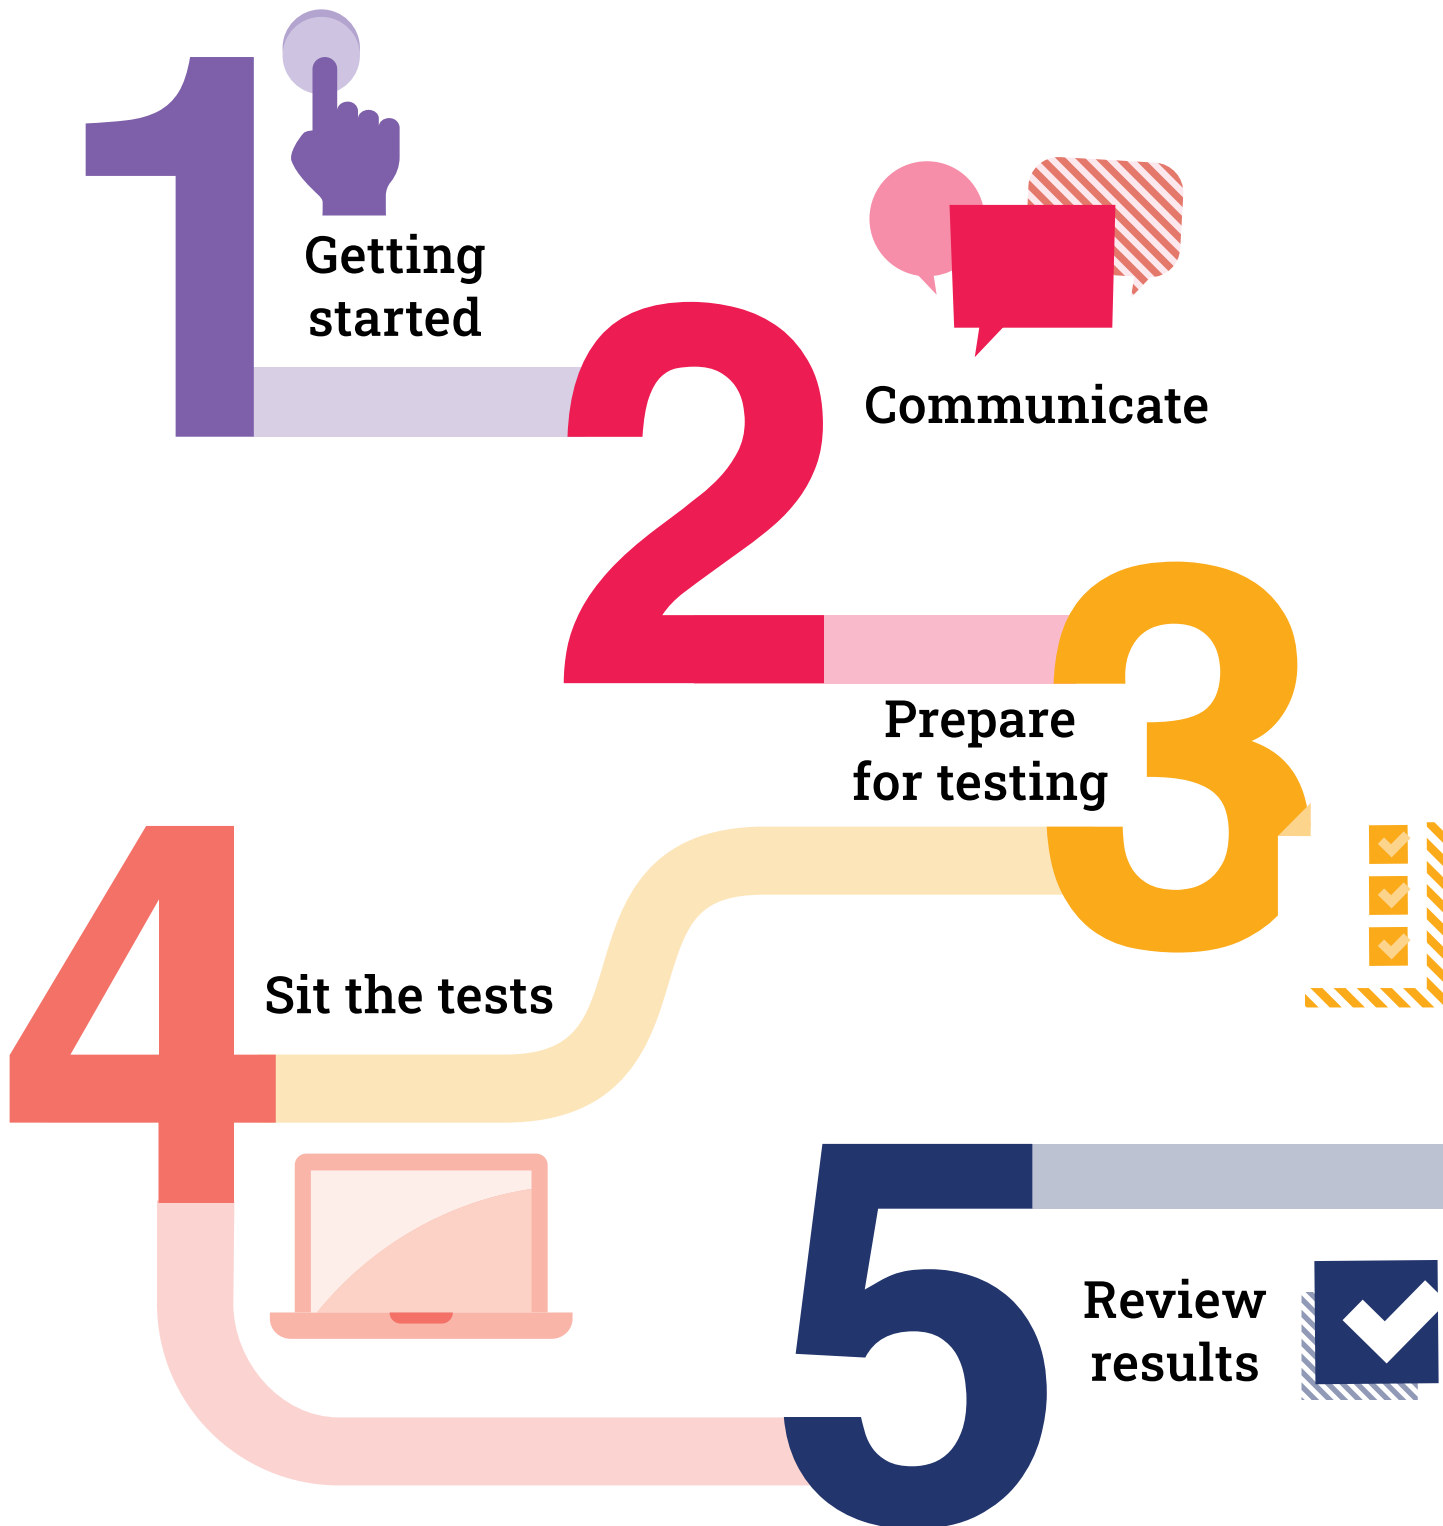 1
Getting
started
2
Communicate
3
Prepare
for testing
4
Sit the tests
5
Review
results